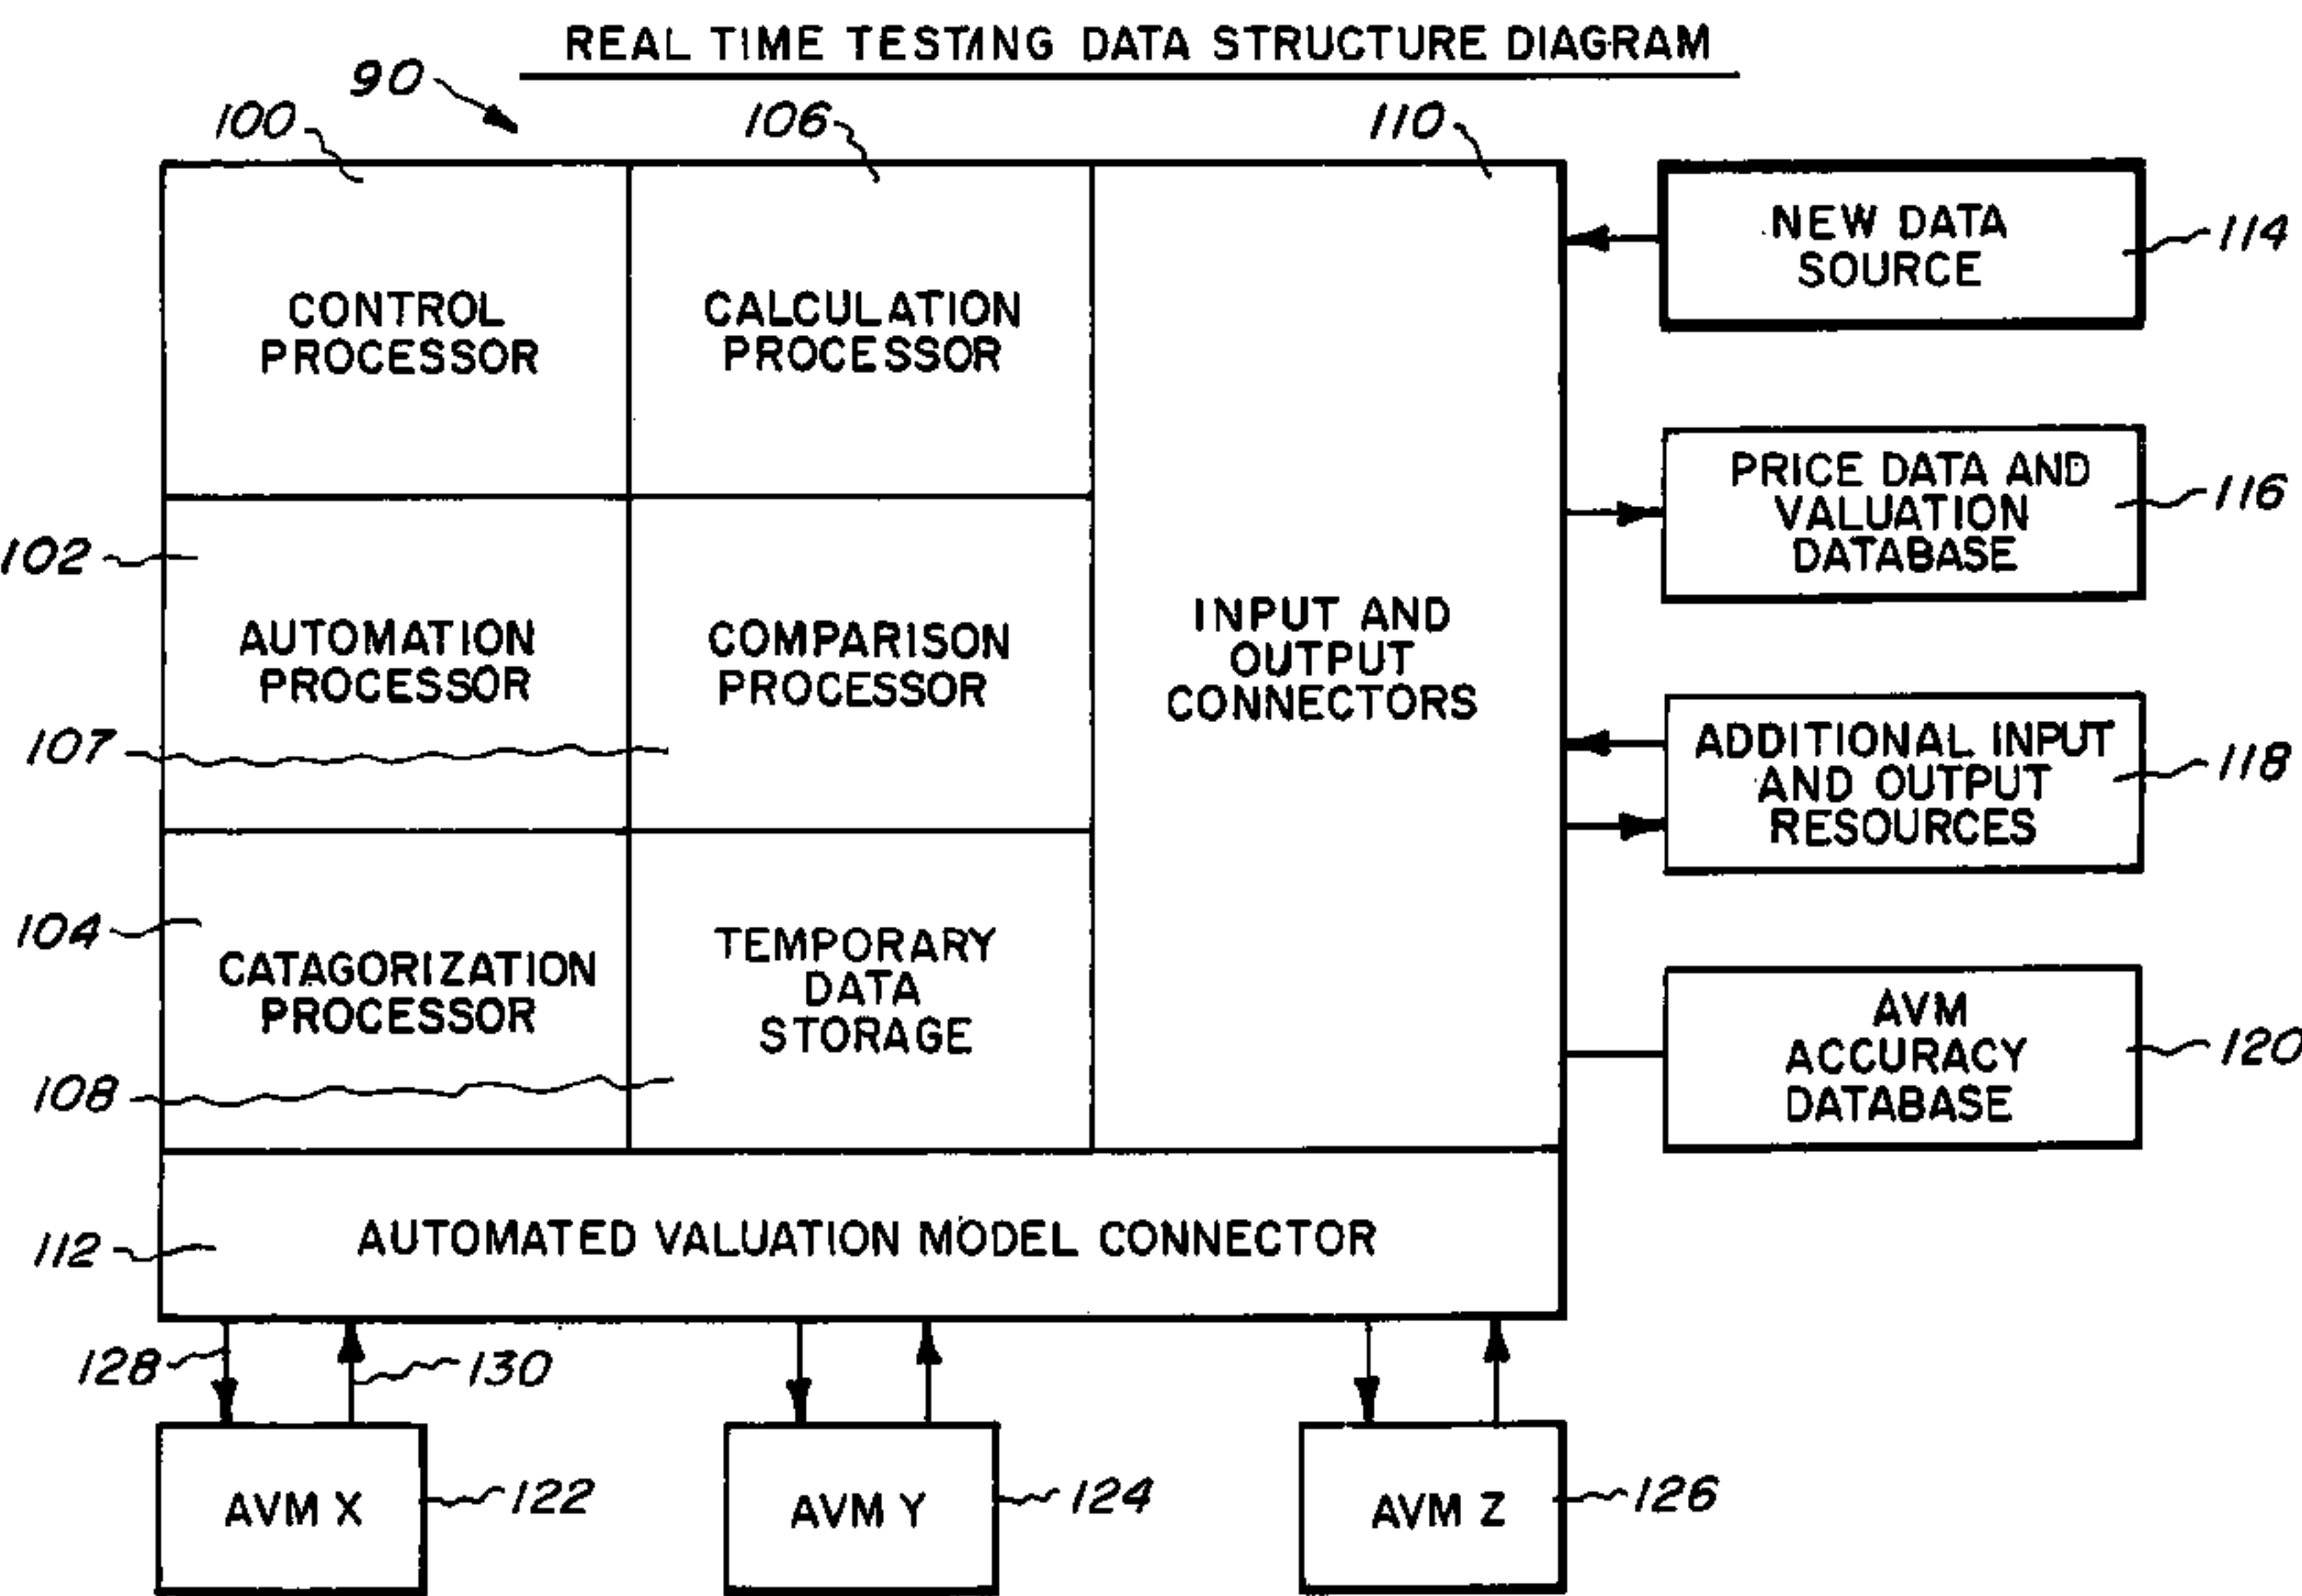 REAL TIME TESTING DATA STRUCTURE DIAGRAM
90
100
106
110
CONTROL
PROCESSOR
CALCULATION
PROCESSOR
NEW DATA
SOURCE
114
PRICE DATA AND
VALUATION
DATABASE
116
102
AUTOMATION
PROCESSOR
COMPARISON
PROCESSOR
INPUT AND
OUTPUT
CONNECTORS
107
ADDITIONAL INPUT
AND OUTPUT
RESOURCES
118
104
CATAGORIZATION
PROCESSOR
TEMPORARY
DATA
STORAGE
108
AVM
ACCURACY
DATABASE
120
112
AUTOMATED VALUATION MODEL CONNECTOR
128
130
AVM X
122
AVM Y
124
AVM Z
126